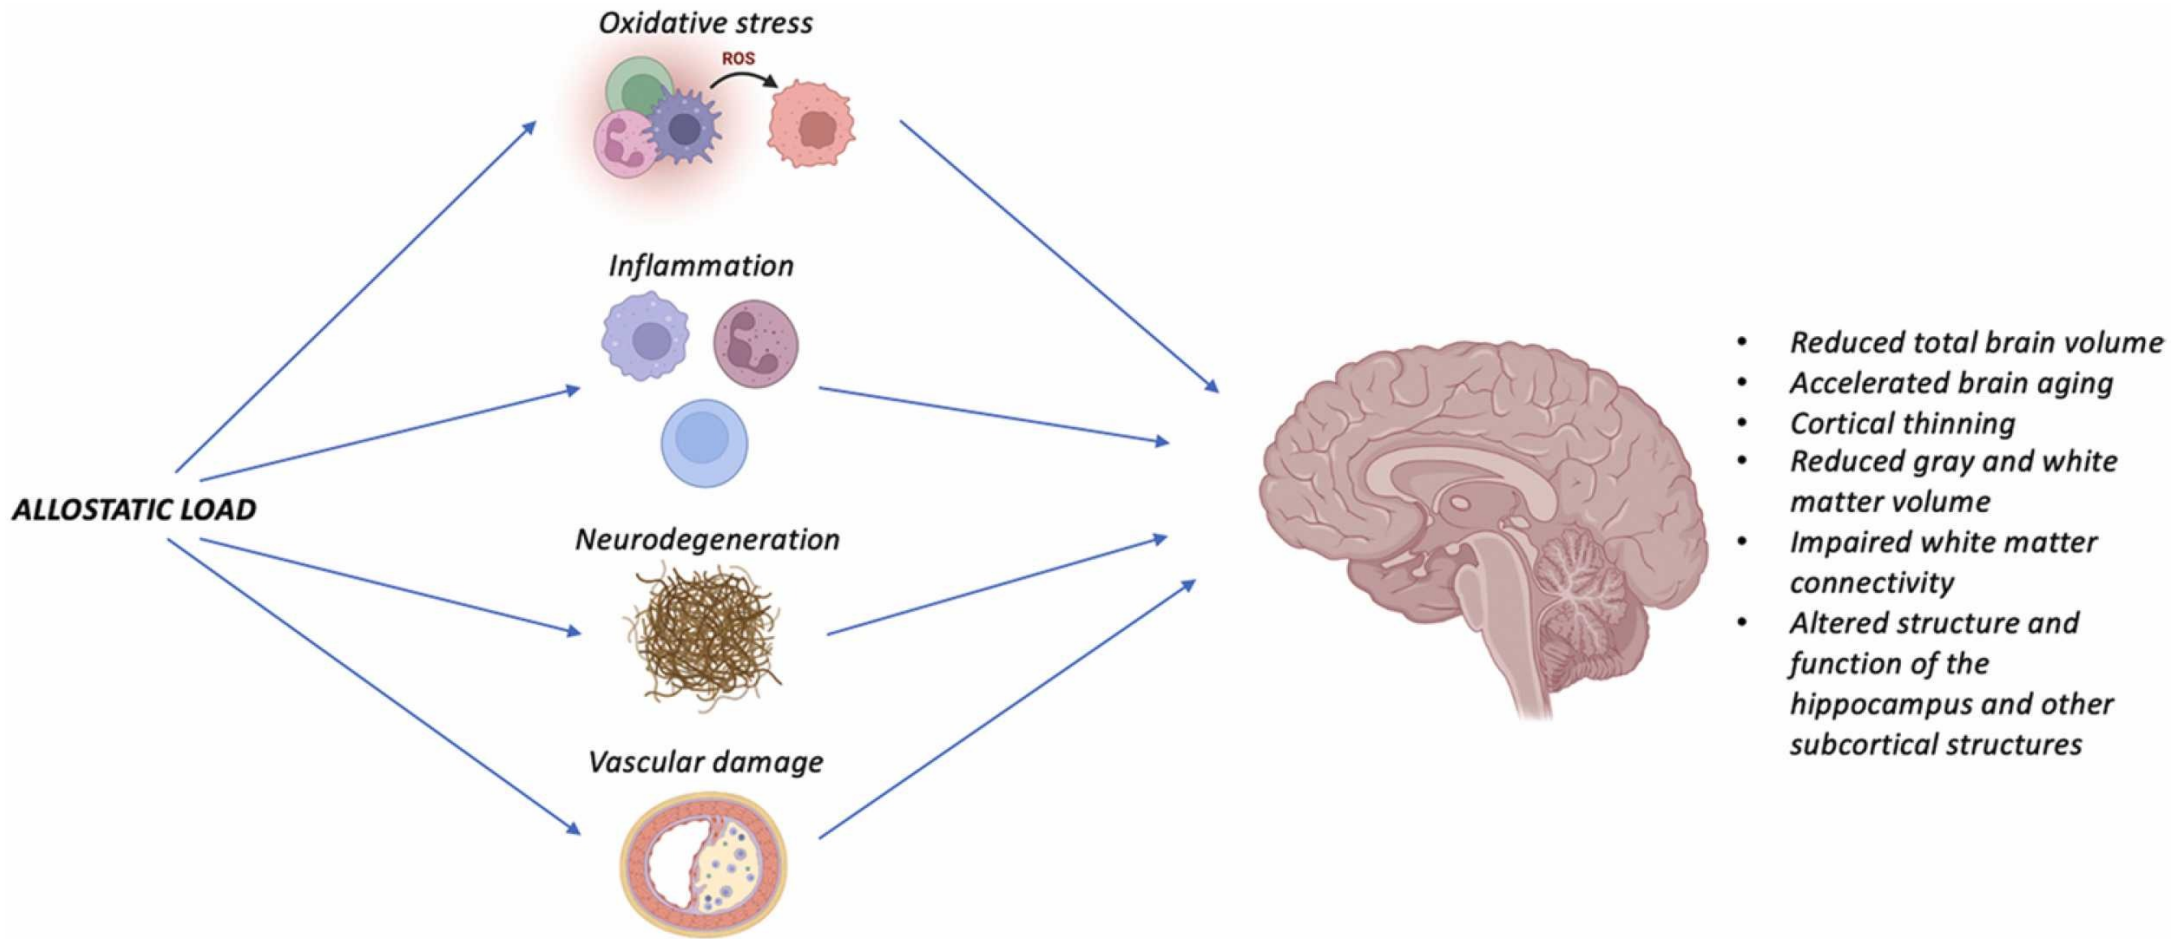 Oxidative stress
ROS
Inflammation
ALLOSTATIC LOAD
Neurodegeneration
Vascular damage
• Reduced total brain volume
• Accelerated brain aging
• Cortical thinning
• Reduced gray and white
matter volume
• Impaired white matter
connectivity
• Altered structure and
function of the
hippocampus and other
subcortical structures